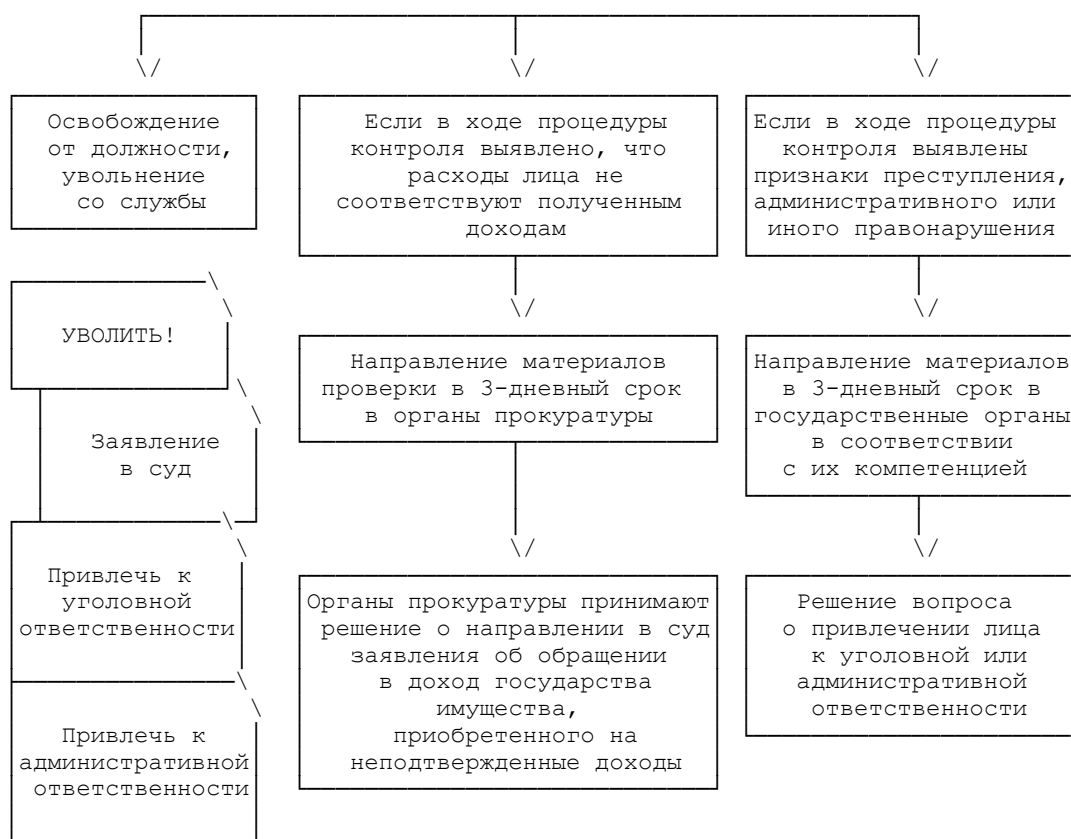 Освобождение
от должности,
увольнение
со службы
Если в ходе процедуры
контроля выявлено, что
расходы лица не
соответствуют полученным
доходам
Если в ходе процедуры
контроля выявлены
признаки преступления,
административного или
иного правонарушения
УВОЛИТЬ!
Заявление
в суд
Привлечь к
уголовной
ответственности
Привлечь к
административной
ответственности
Направление материалов
проверки в 3-дневный срок
в органы прокуратуры
Органы прокуратуры принимают
решение о направлении в суд
заявления об обращении
в доход государства
имущества,
приобретенного на
неподтвержденные доходы
Направление материалов
в 3-дневный срок в
государственные органы
в соответствии
с их компетенцией
Решение вопроса
о привлечении лица
к уголовной или
административной
ответственности